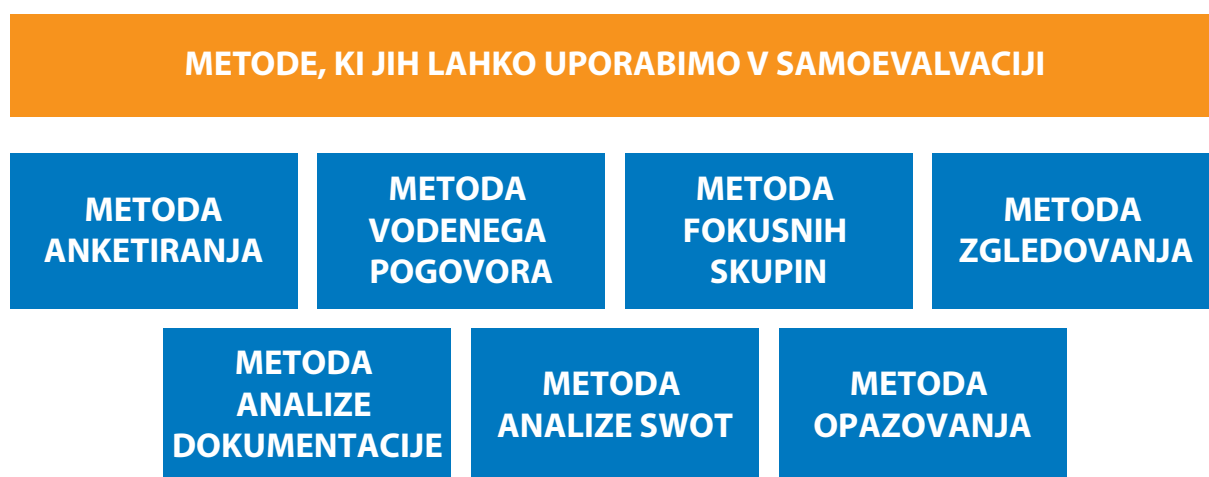 METODE, KI JIH LAHKO UPORABIMO V SAMOEVALVACIJI
METODA
ANKETIRANJA
METODA
VODENEGA
POGOVORA
METODA
FOKUSNIH
SKUPIN
METODA
ZGLEDOVANJA
METODA
ANALIZE
DOKUMENTACIJE
METODA
ANALIZE SWOT
METODA
OPAZOVANJA